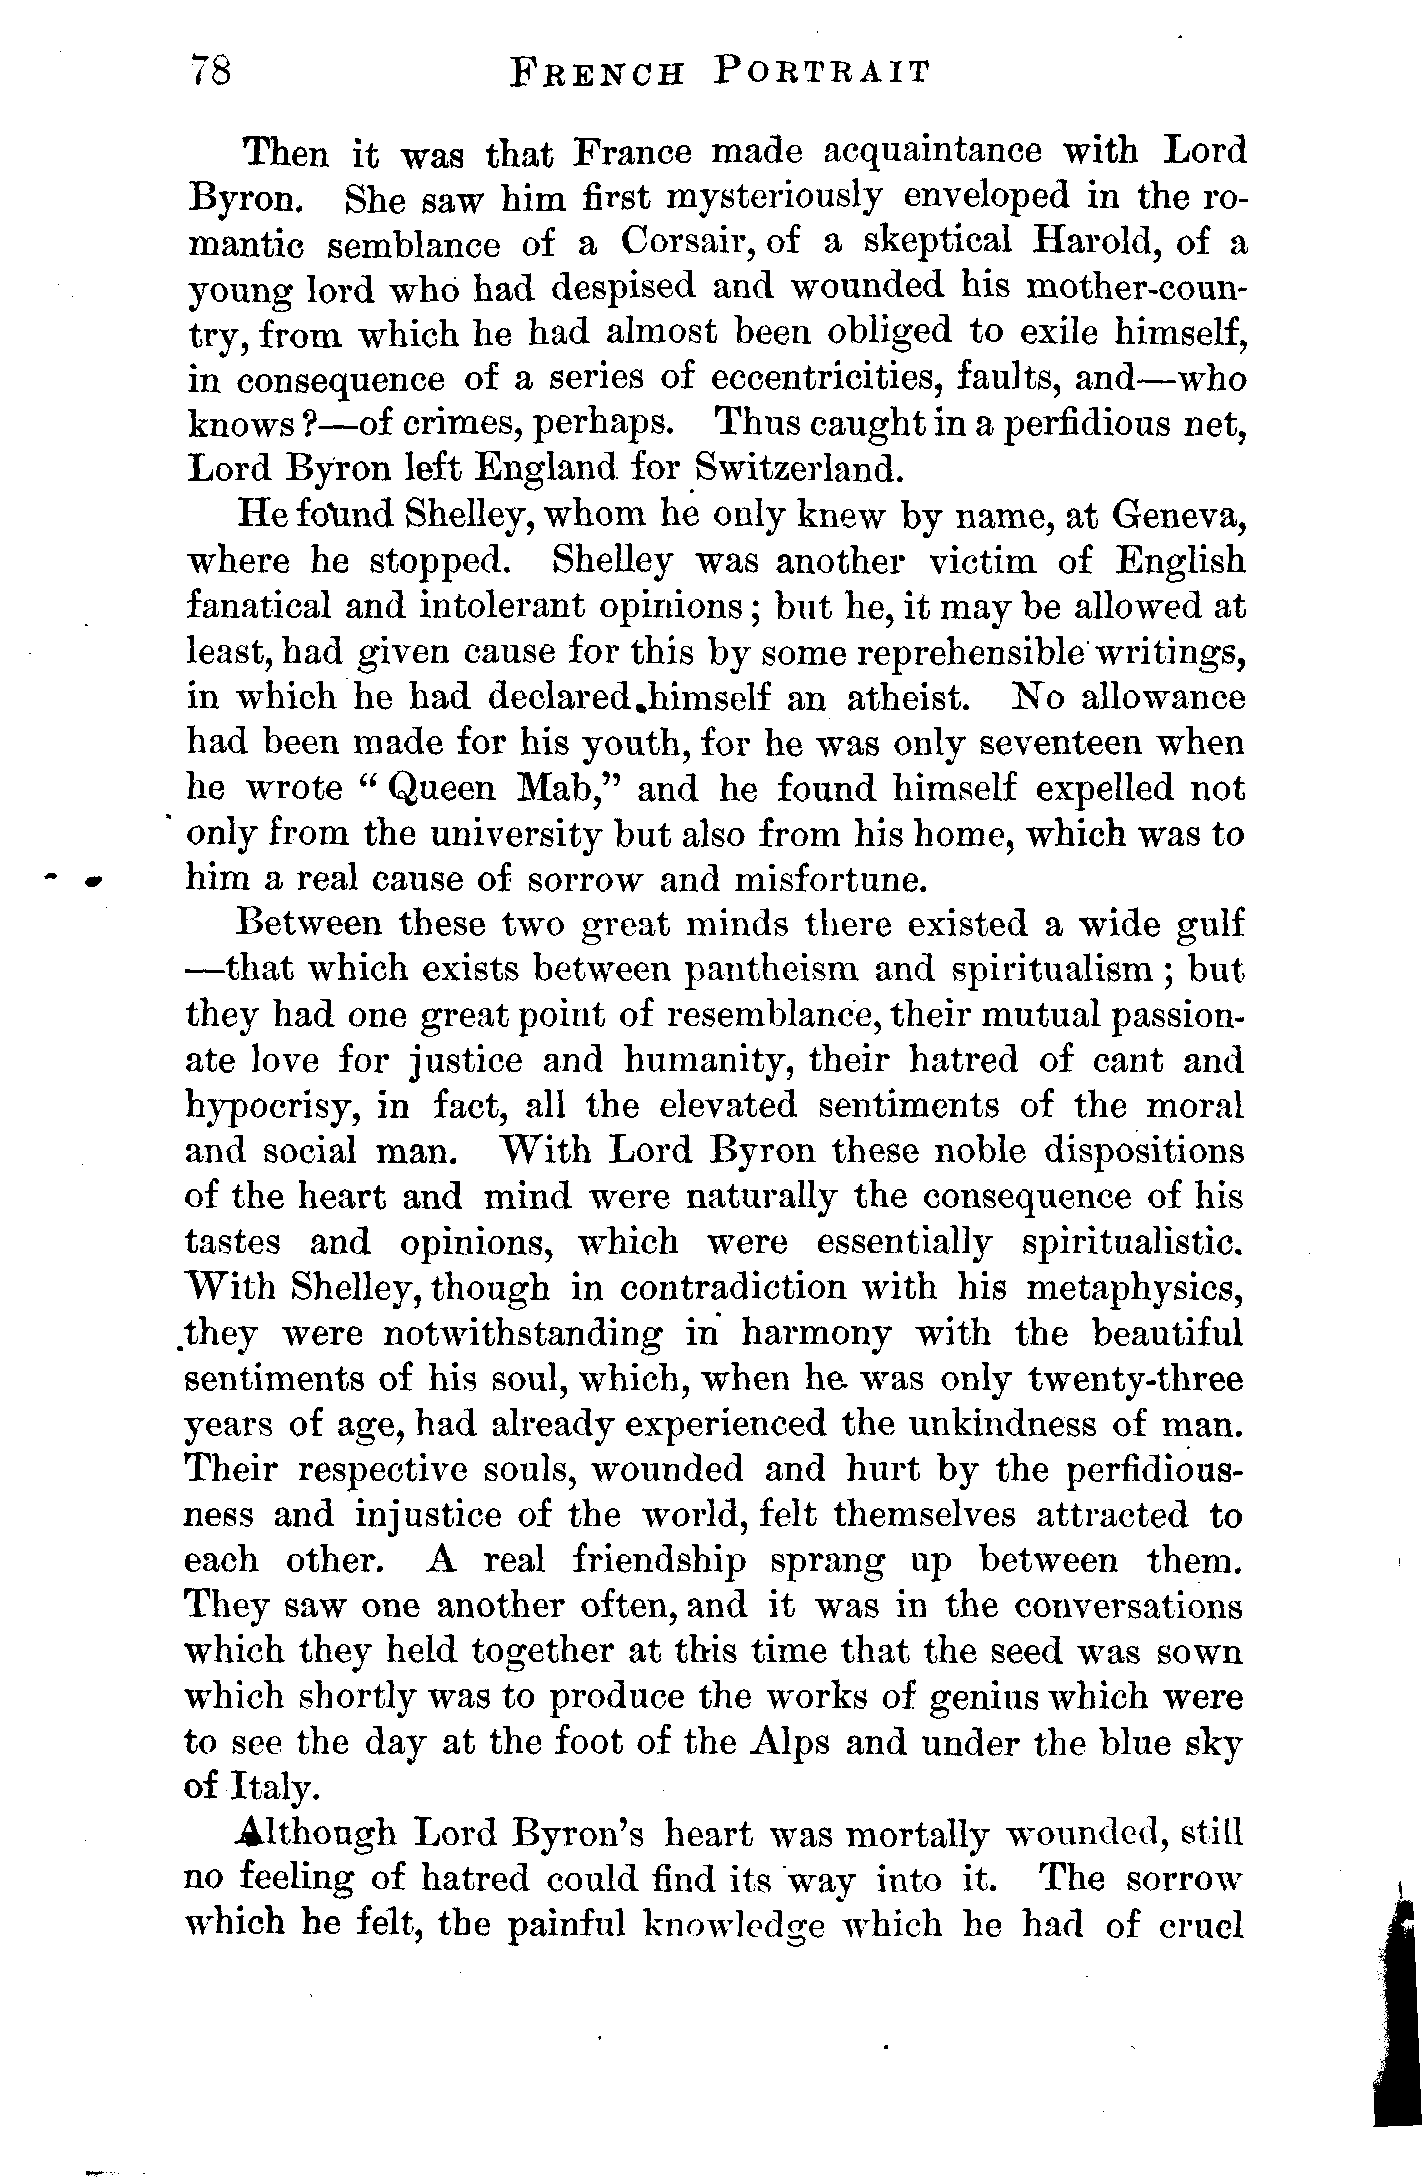 78 FRENCH PORTRAIT
Then it was that France made acquaintance with Lord
Byron. She saw him first mysteriously enveloped in the ro-
mantic semblance of a Corsair, of a skeptical Harold, of a
young lord who had despised and wounded his mother-coun-
try, from which he had almost been obliged to exile himself,
in consequence of a series of eccentricities, faults, and—who
knows?—of crimes, perhaps. Thus caught in a perfidious net,
Lord Byron left England for Switzerland.
He found Shelley, whom he only knew by name, at Geneva,
where he stopped. Shelley was another victim of English
fanatical and intolerant opinions; but he, it may be allowed at
least, had given cause for this by some reprehensible writings,
in which he had declared himself an atheist. No allowance
had been made for his youth, for he was only seventeen when
he wrote "Queen Mab," and he found himself expelled not
only from the university but also from his home, which was to
him a real cause of sorrow and misfortune.
Between these two great minds there existed a wide gulf
—that which exists between pantheism and spiritualism; but
they had one great point of resemblance, their mutual passion-
ate love for justice and humanity, their hatred of cant and
hypocrisy, in fact, all the elevated sentiments of the moral
and social man. With Lord Byron these noble dispositions
of the heart and mind were naturally the consequence of his
tastes and opinions, which were essentially spiritualistic.
With Shelley, though in contradiction with his metaphysics,
they were notwithstanding in harmony with the beautiful
sentiments of his soul, which, when he was only twenty-three
years of age, had already experienced the unkindness of man.
Their respective souls, wounded and hurt by the perfidious-
ness and injustice of the world, felt themselves attracted to
each other. A real friendship sprang up between them.
They saw one another often, and it was in the conversations
which they held together at this time that the seed was sown
which shortly was to produce the works of genius which were
to see the day at the foot of the Alps and under the blue sky
of Italy.
Although Lord Byron's heart was mortally wounded, still
no feeling of hatred could find its way into it. The sorrow
which he felt, the painful knowledge which he had of cruel